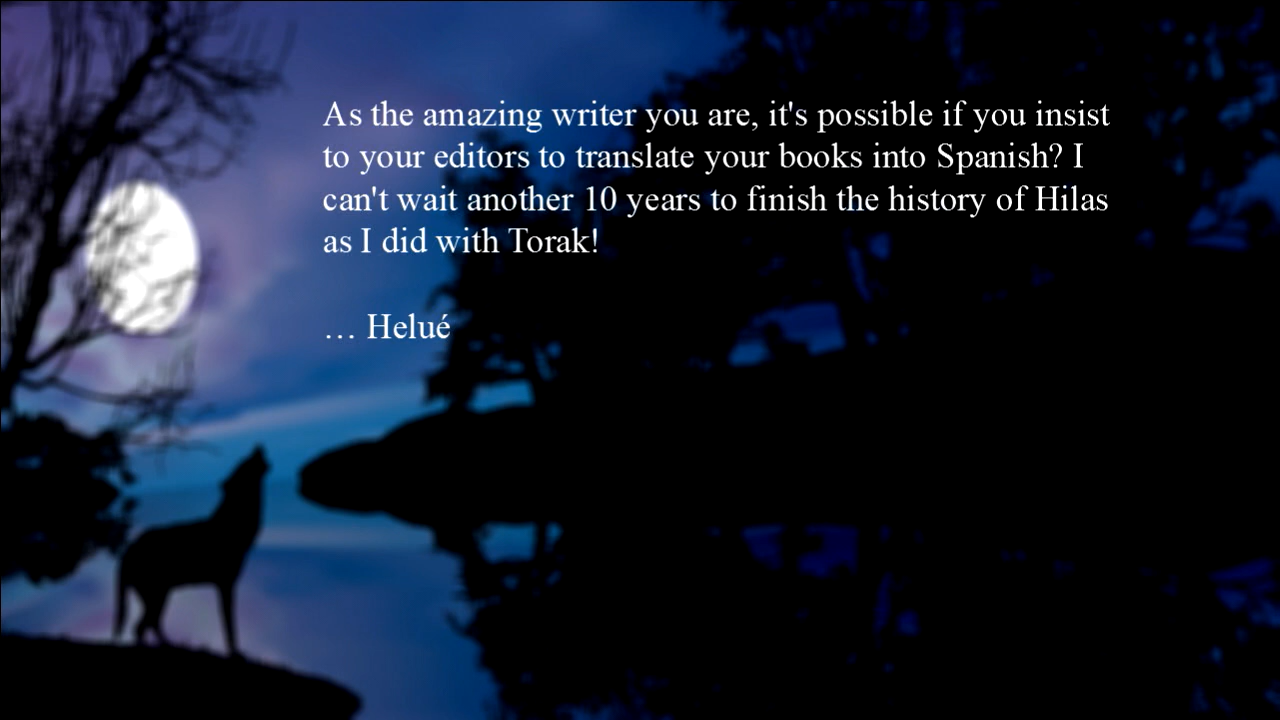 As the amazing writer you are, it's possible if you insist
to your editors to translate your books into Spanish? I
can't wait another 10 years to finish the history of Hilas
as I did with Torak!
… Helué